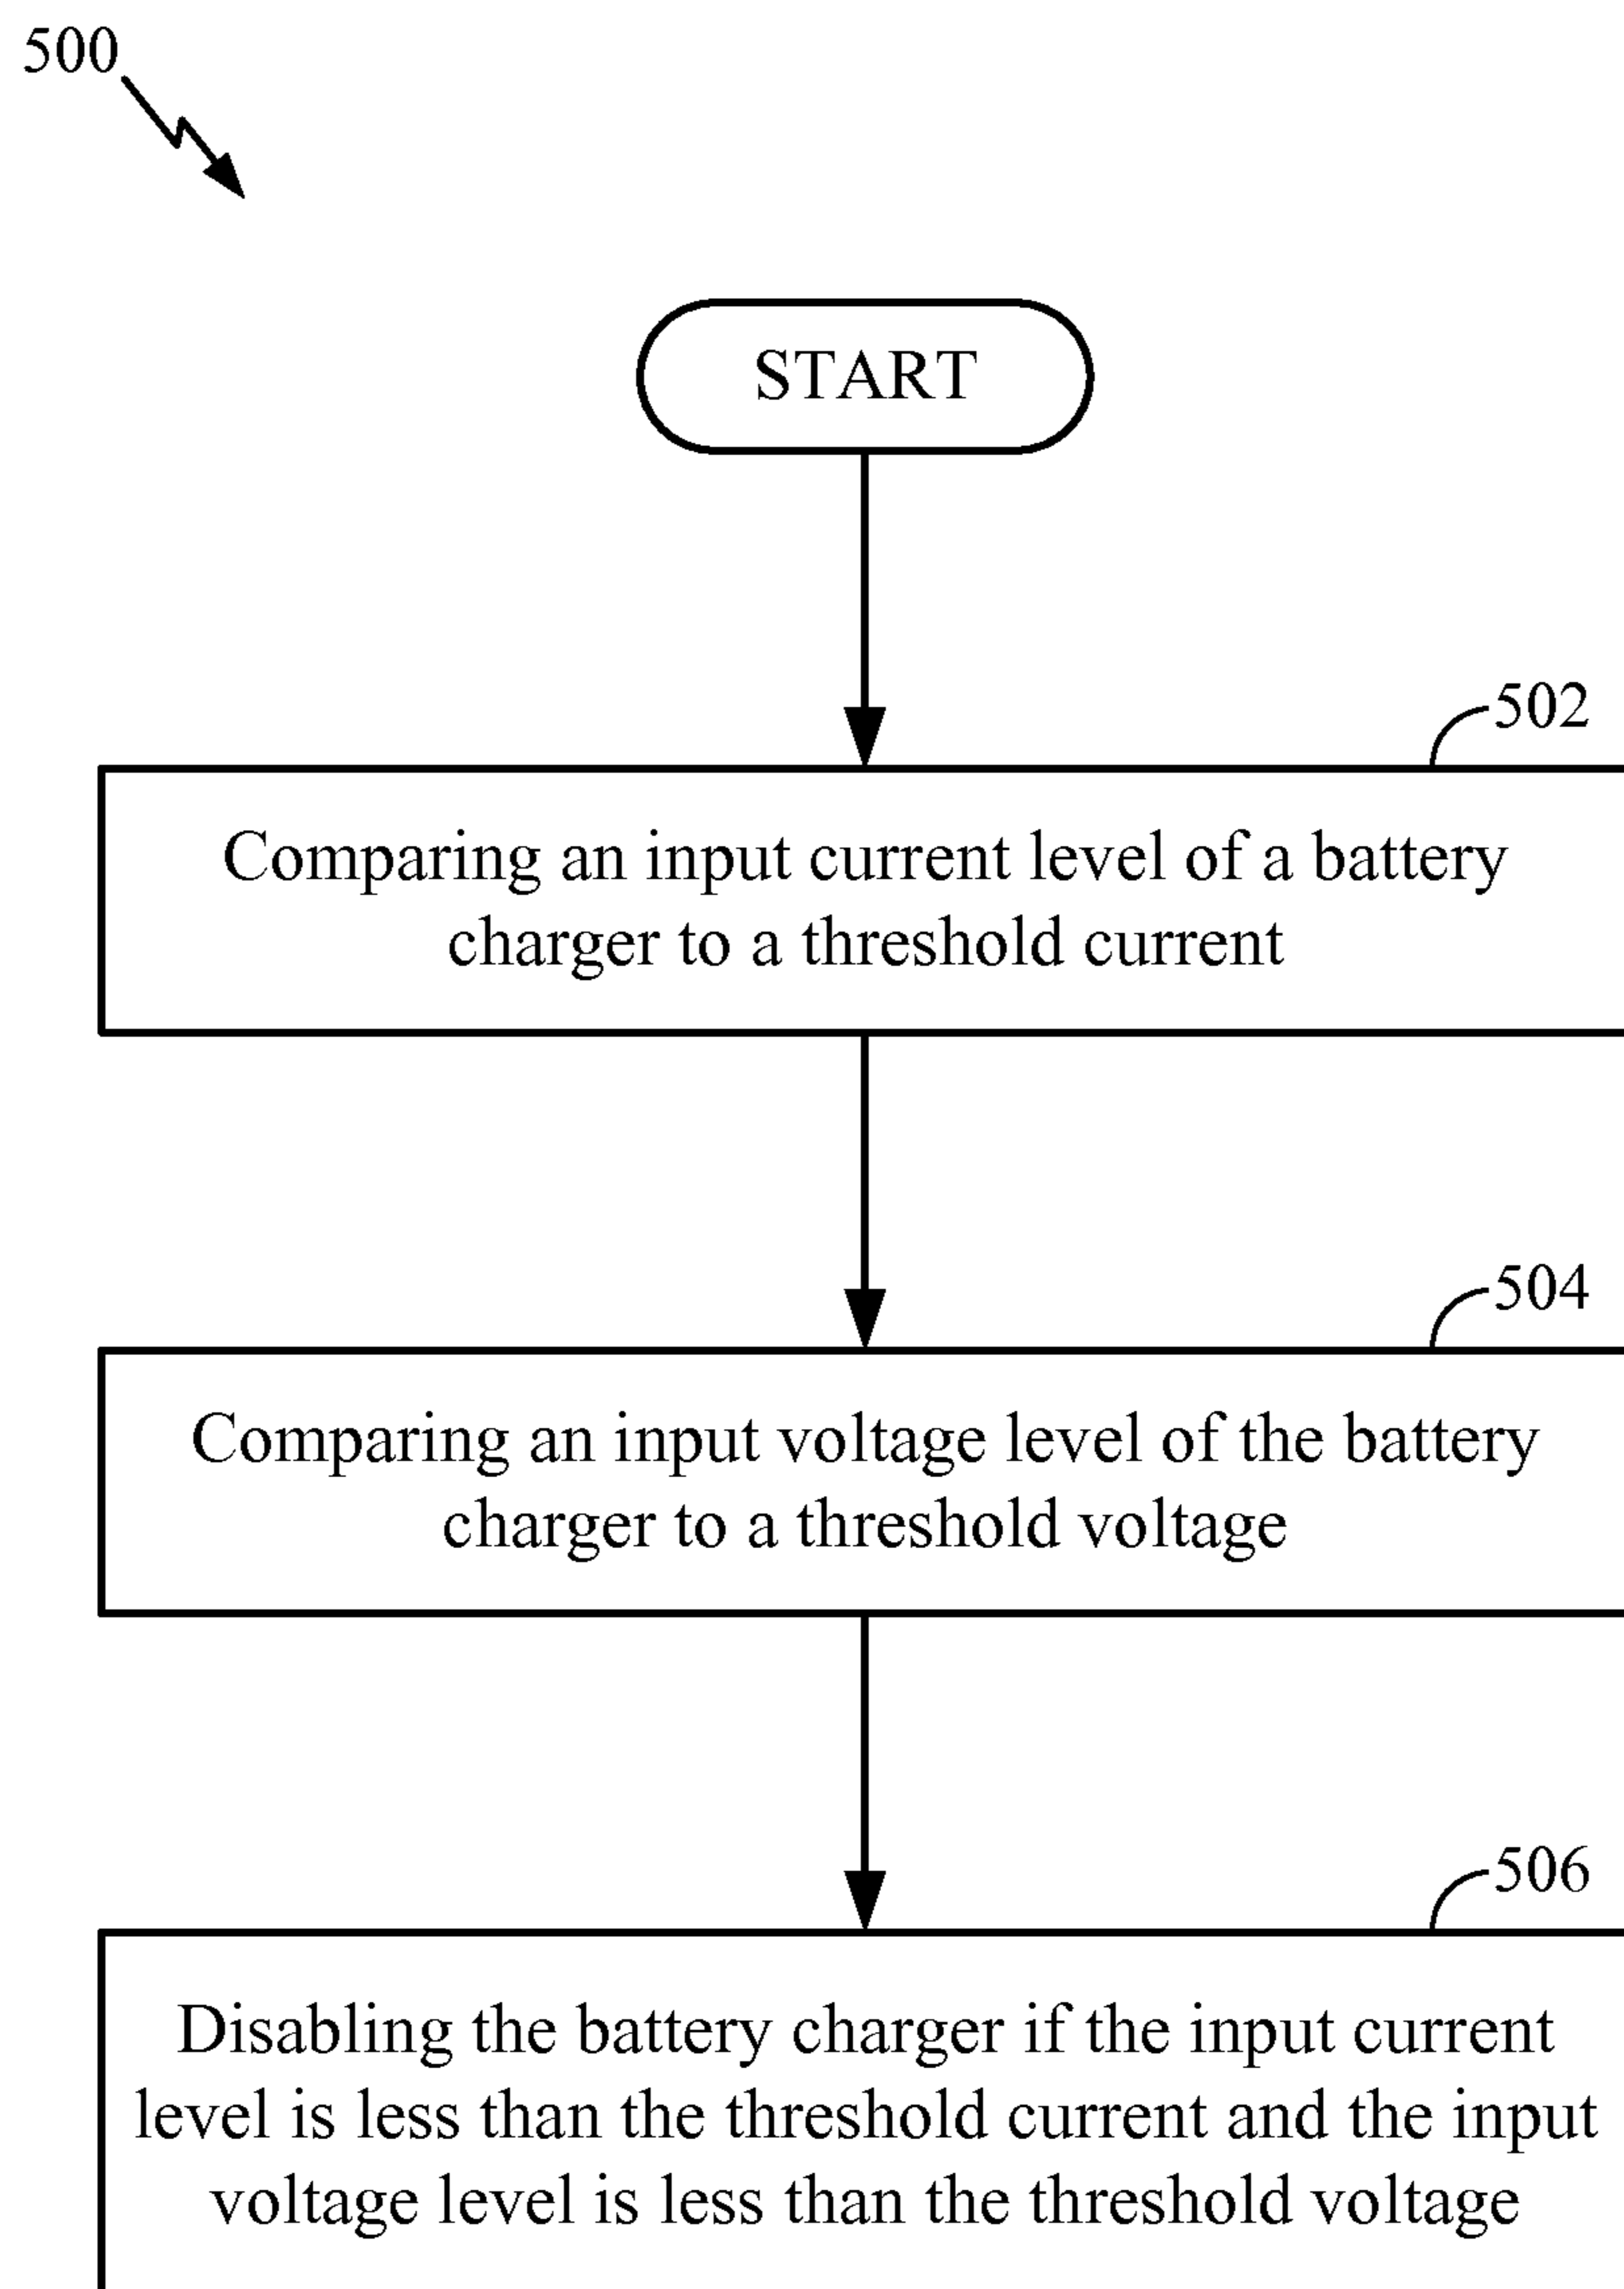 500
START
502
Comparing an input current level of a battery
charger to a threshold current
504
Comparing an input voltage level of the battery
charger to a threshold voltage
506
Disabling the battery charger if the input current
level is less than the threshold current and the input
voltage level is less than the threshold voltage